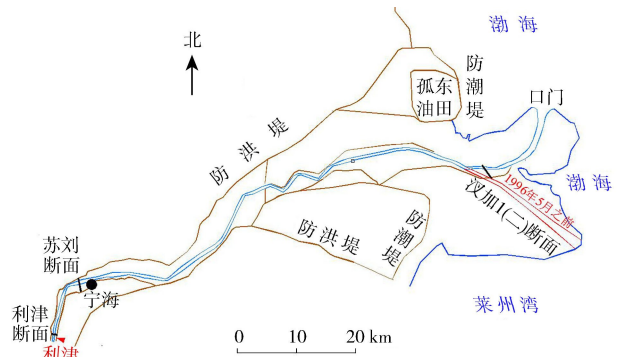 渤海
北
防潮堤
孤东
油田
口门
防洪堤
渤海
1996年5月之前
汊加1(二)断面
防洪堤
防潮堤
苏刘
断面
宁海
利津
断面
利津
莱州湾
0 10 20 km